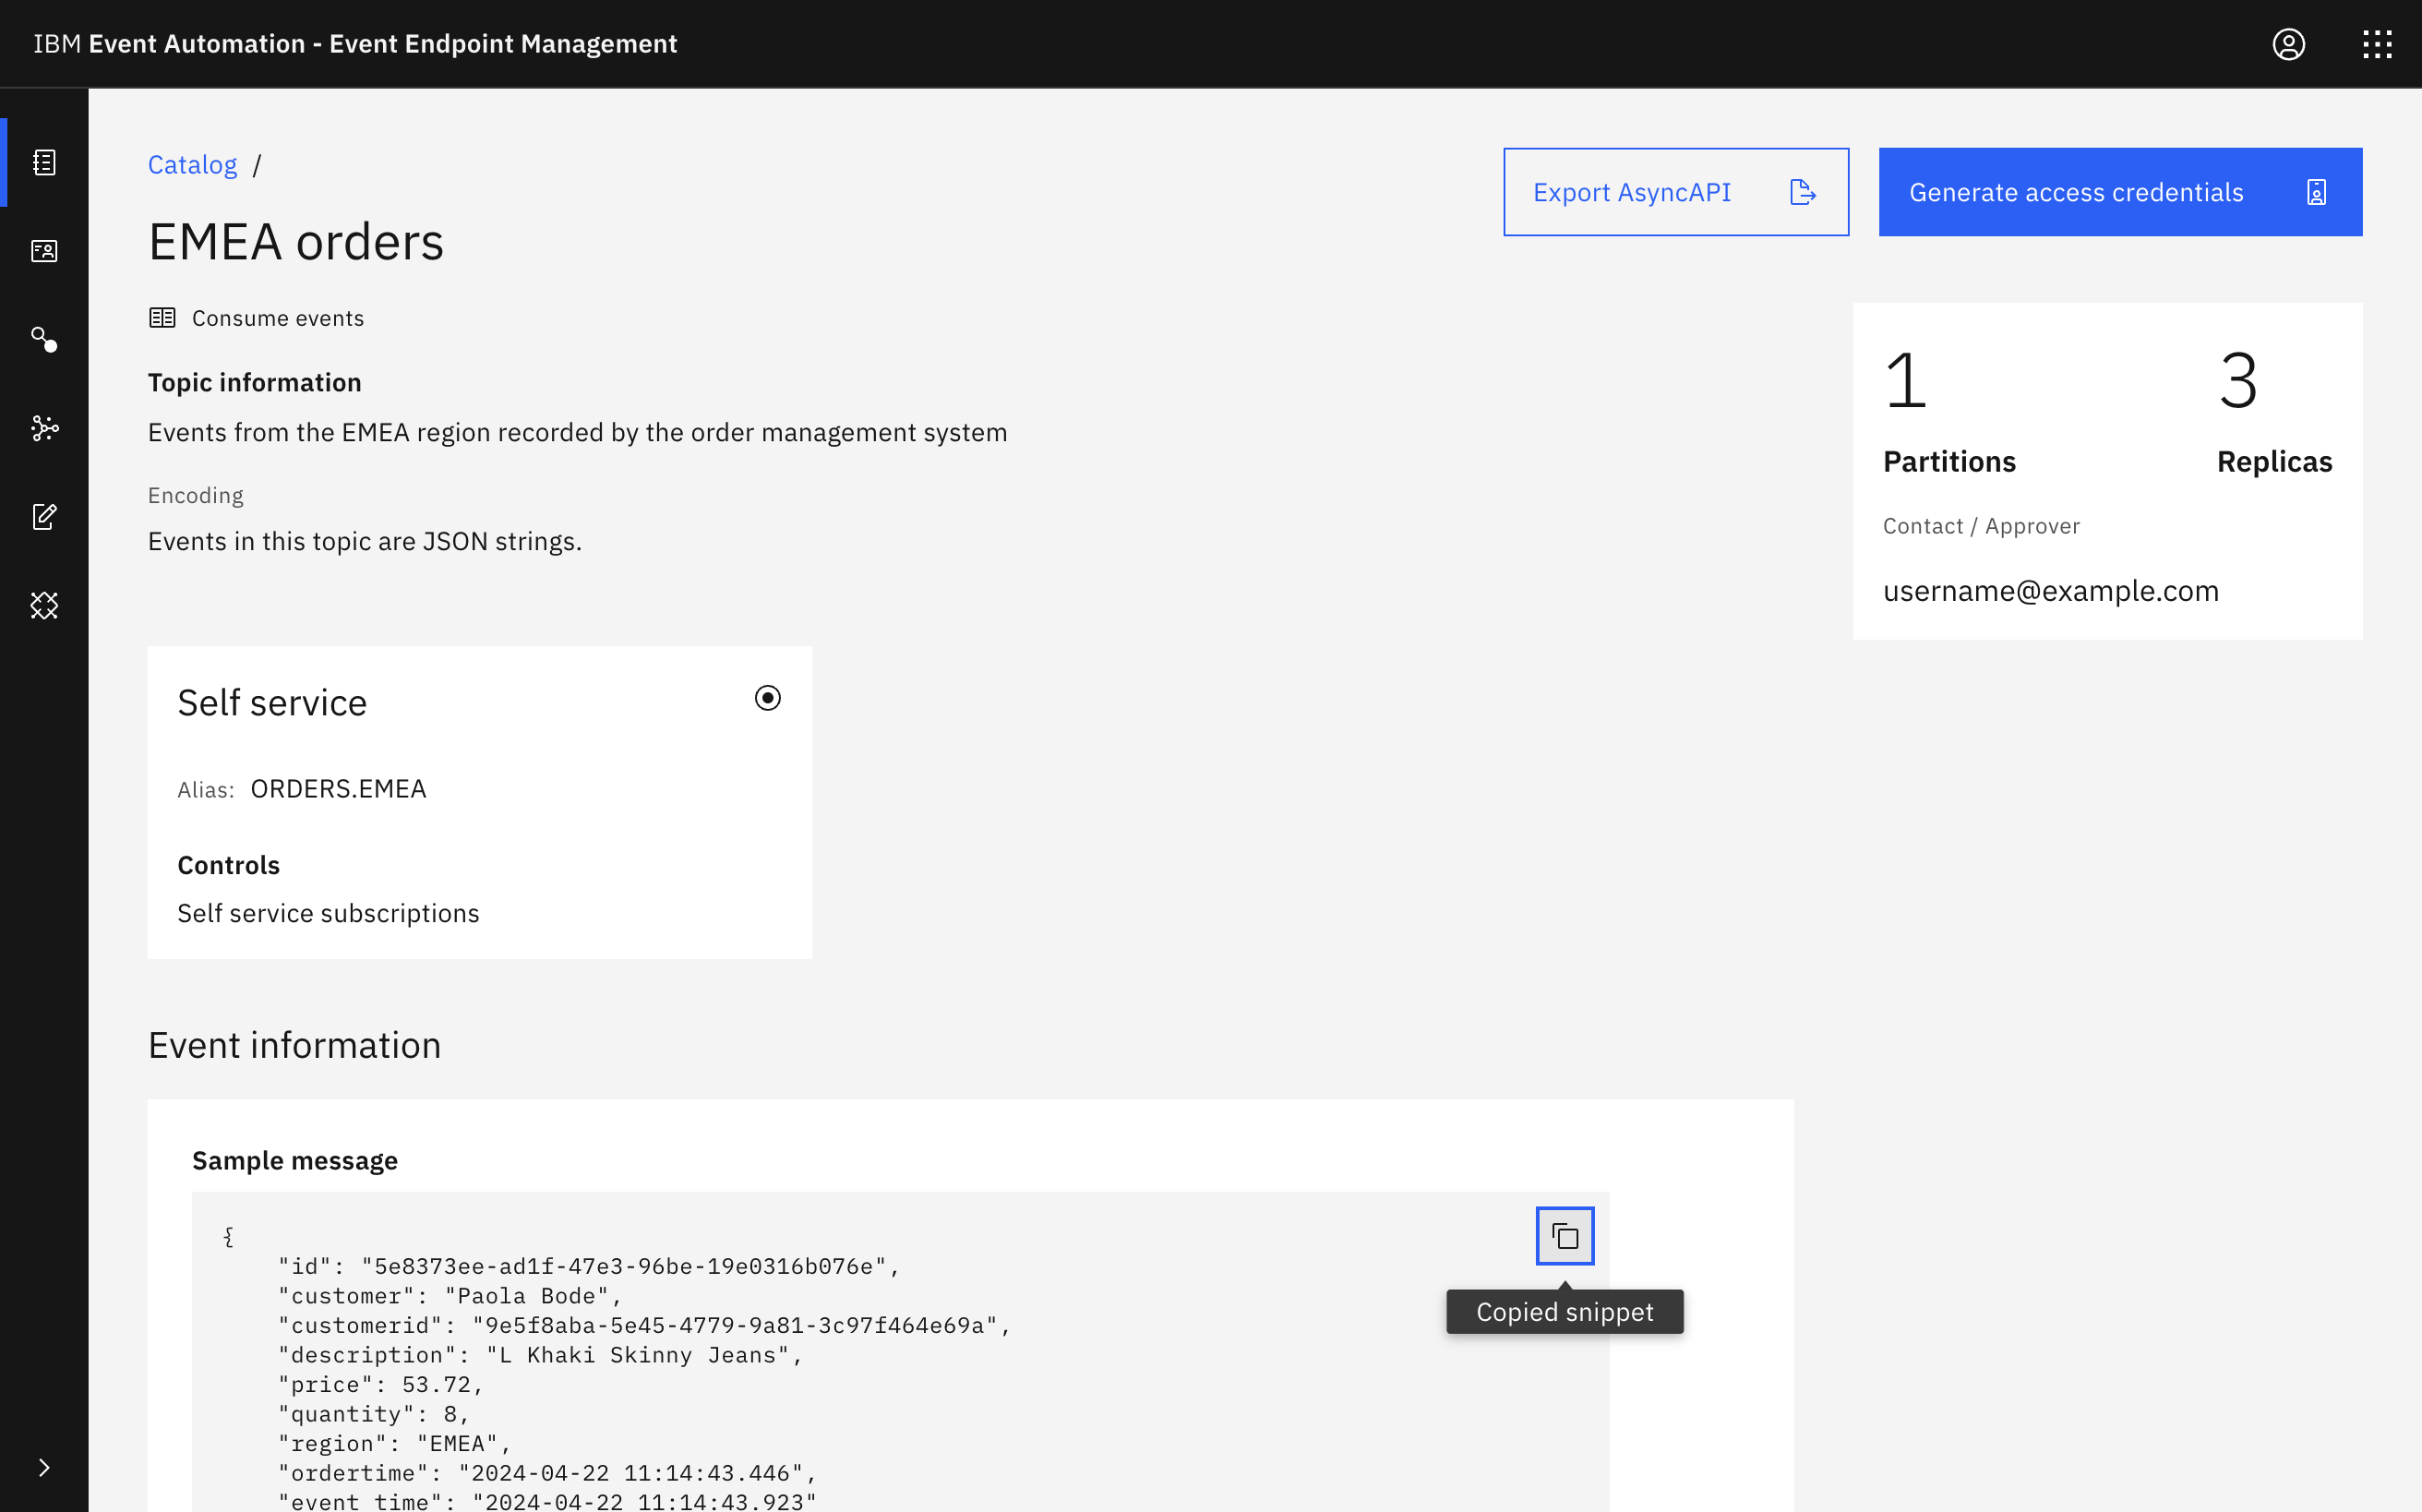 IBM Event Automation - Event Endpoint Management
Catalog /
Export AsyncAPI
Generate access credentials
EMEA orders
Consume events
Topic information
Events from the EMEA region recorded by the order management system
Encoding
Events in this topic are JSON strings.
1
3
Partitions
Replicas
Contact / Approver
username@example.com
Self service
Alias: ORDERS.EMEA
Controls
Self service subscriptions
Event information
Sample message
{
"id": "5e8373ee-ad1f-47e3-96be-19e0316b076e",
"customer": "Paola Bode",
"customerid": "9e5f8aba-5e45-4779-9a81-3c97f464e69a",
"description": "L Khaki Skinny Jeans",
"price": 53.72,
"quantity": 8,
"region": "EMEA",
"ordertime": "2024-04-22 11:14:43.446",
"event_time": "2024-04-22 11:14:43.923"
Copied snippet